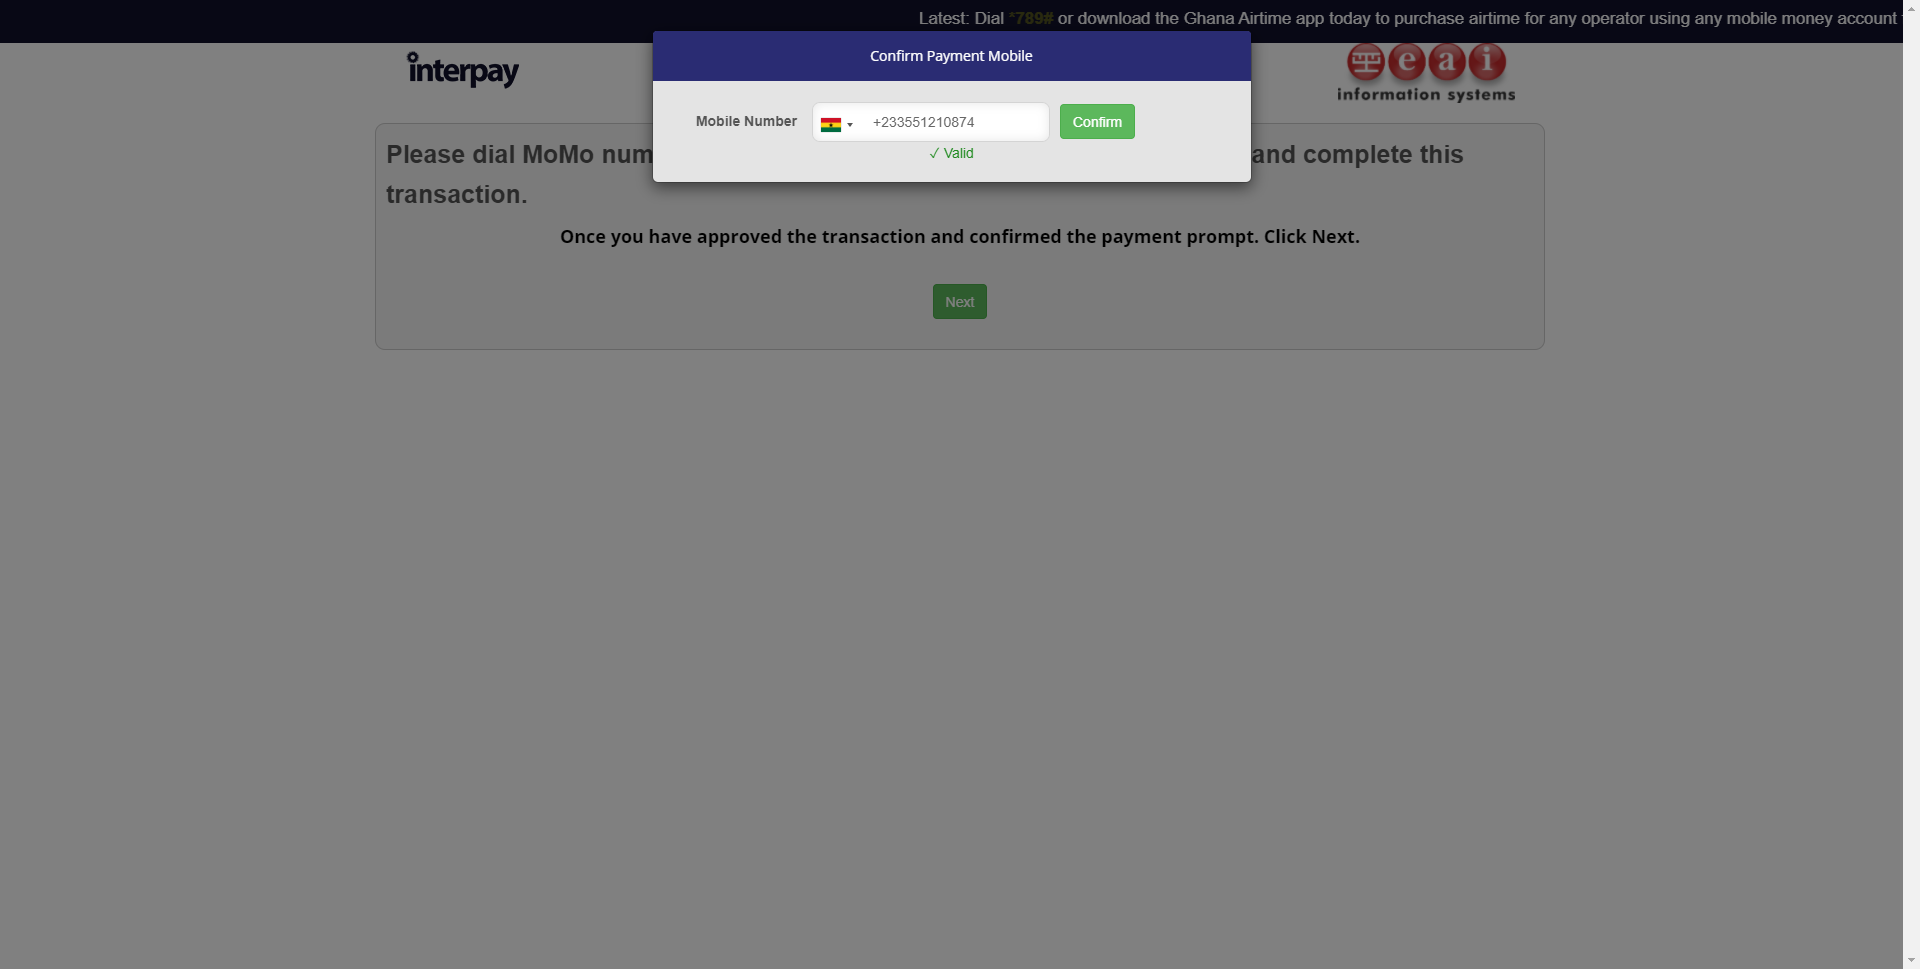 Latest: Dial *789# or download the Ghana Airtime app today to purchase airtime for any operator using any mobile money account
Confirm Payment Mobile
interpay
eai
information systems
Mobile Number +233551210874 Confirm
✓ Valid
Please dial MoMo num and complete this
transaction.
Once you have approved the transaction and confirmed the payment prompt. Click Next.
Next